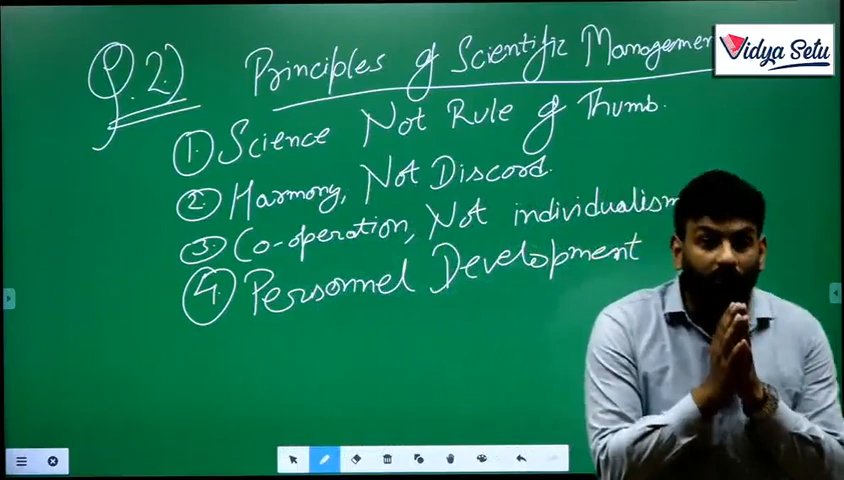 Q.2) Principles of Scientific Management
Vidya Setu
① Science Not Rule of Thumb.
② Harmony, Not Discord.
③ Co-operation, Not individualism
④ Personnel Development